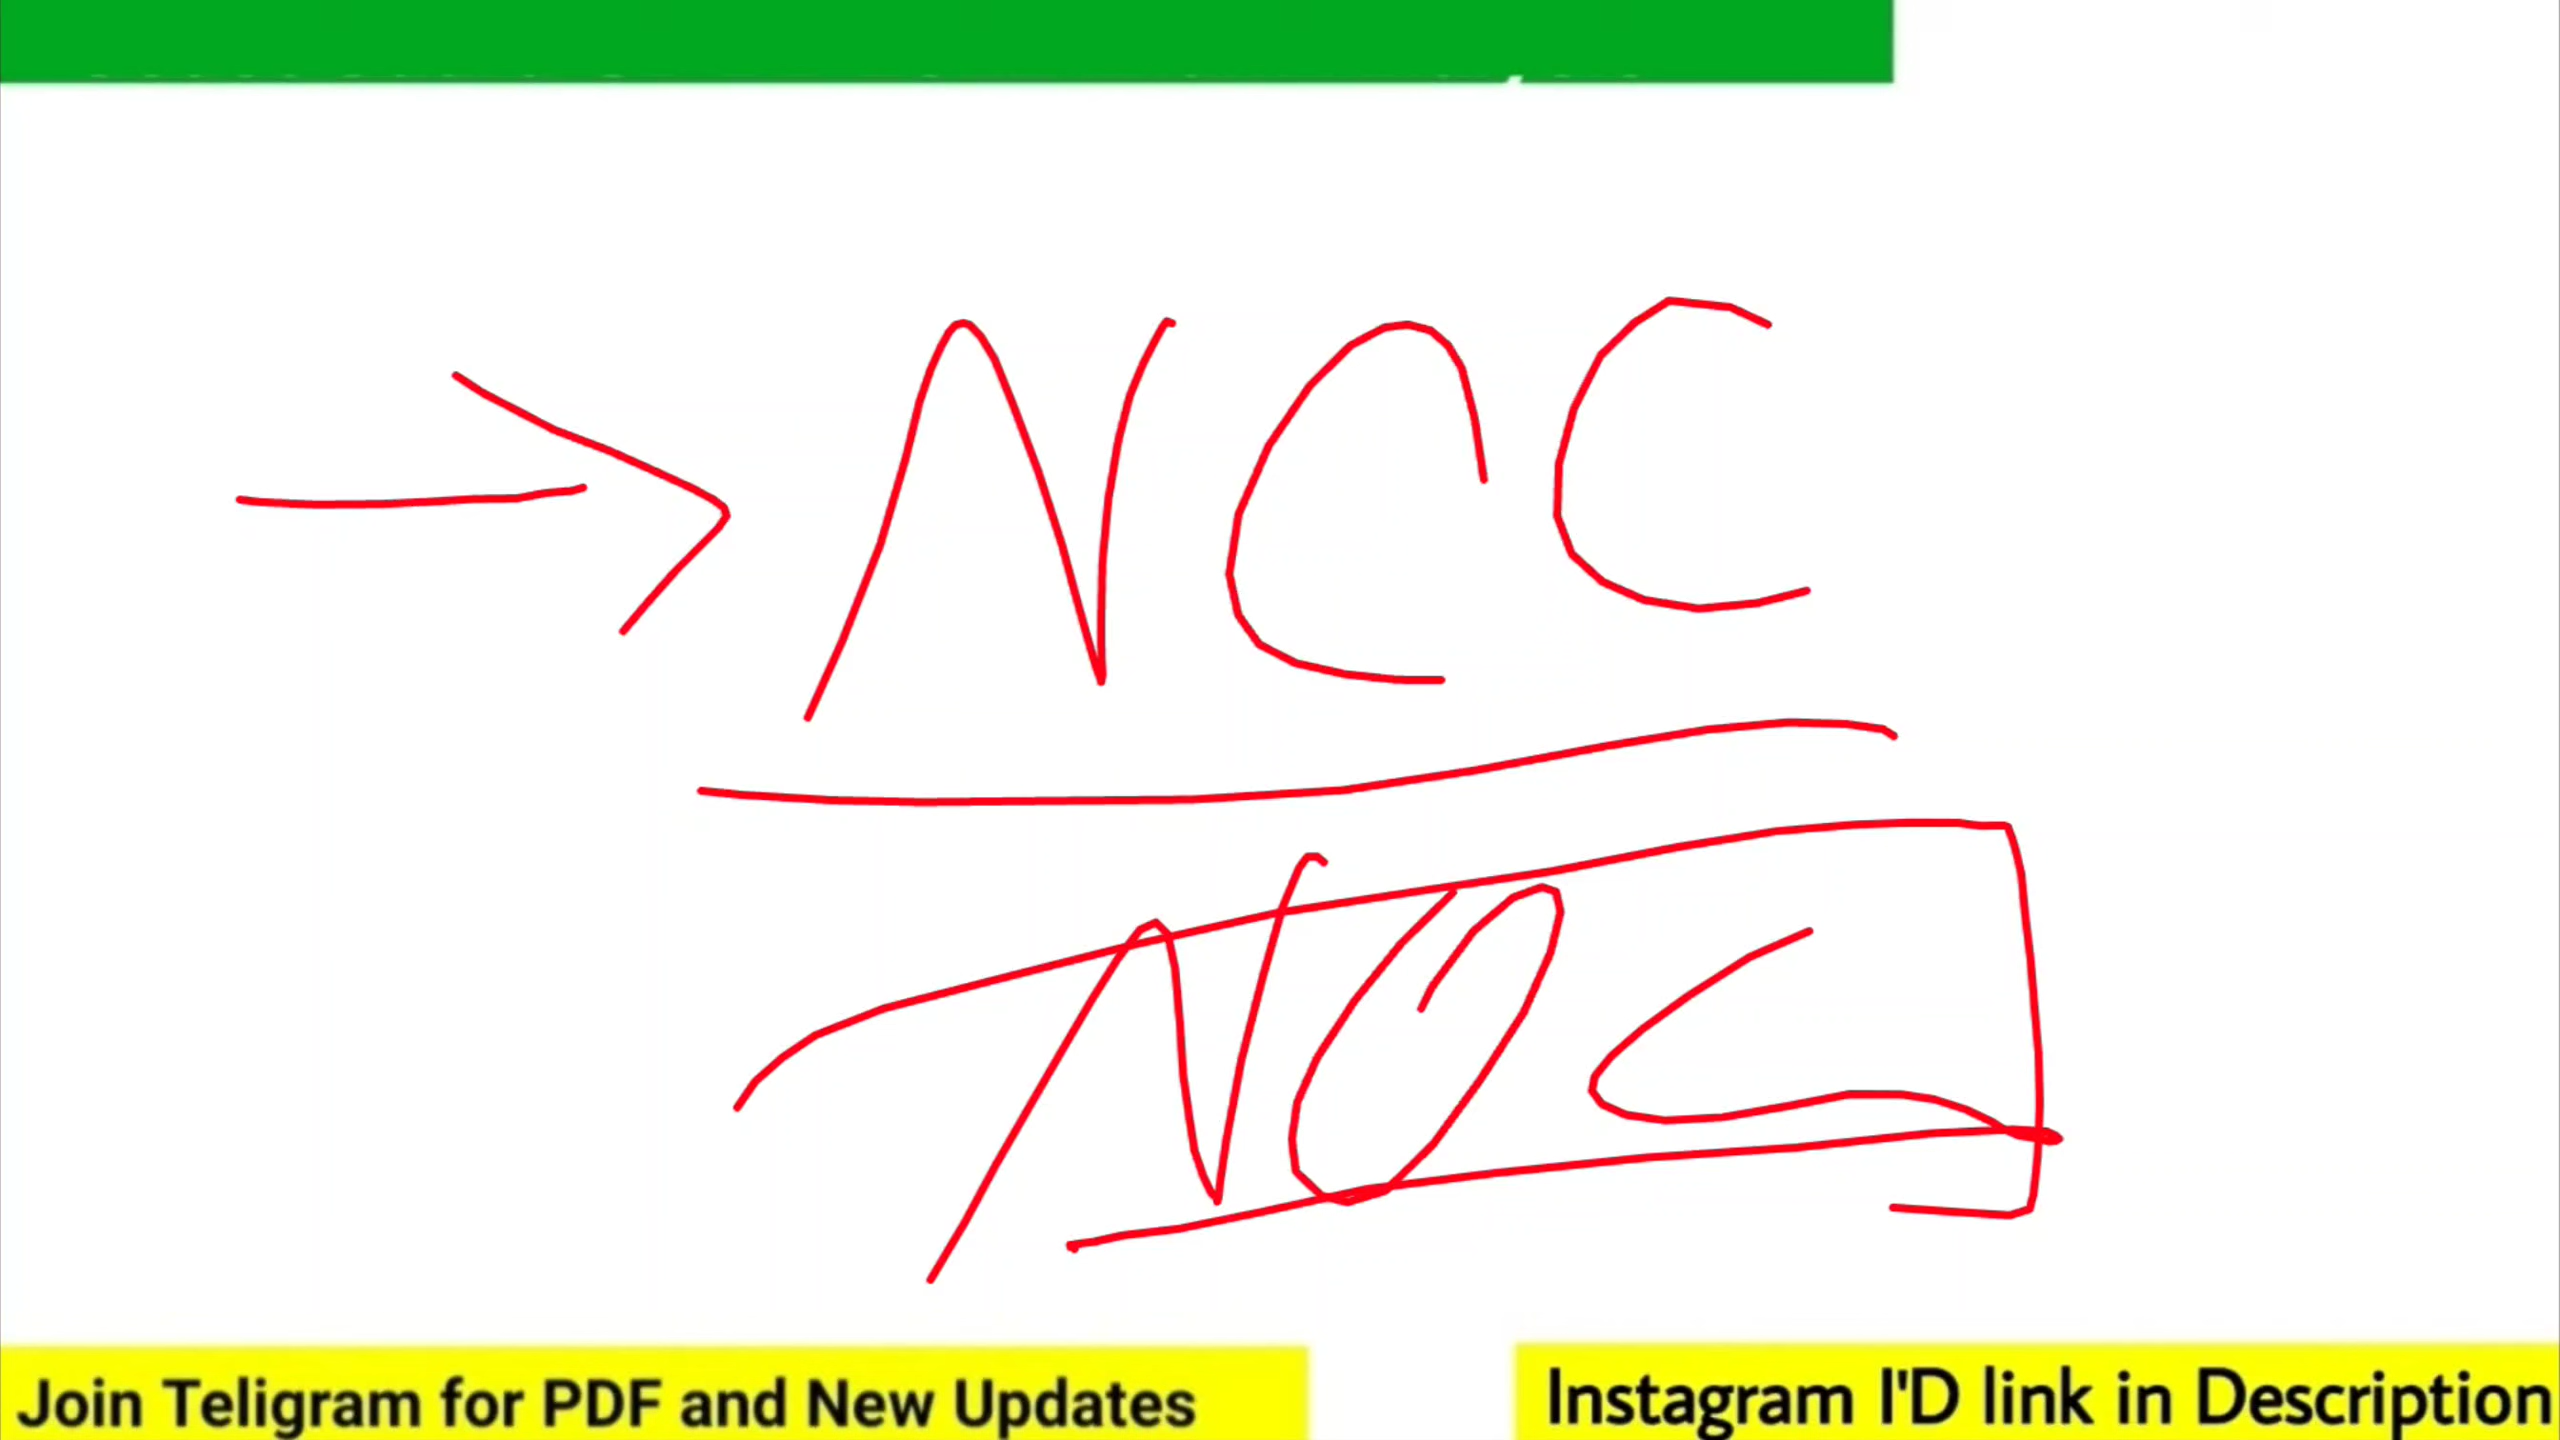 NCC
NOC
Join Teligram for PDF and New Updates
Instagram I'D link in Description